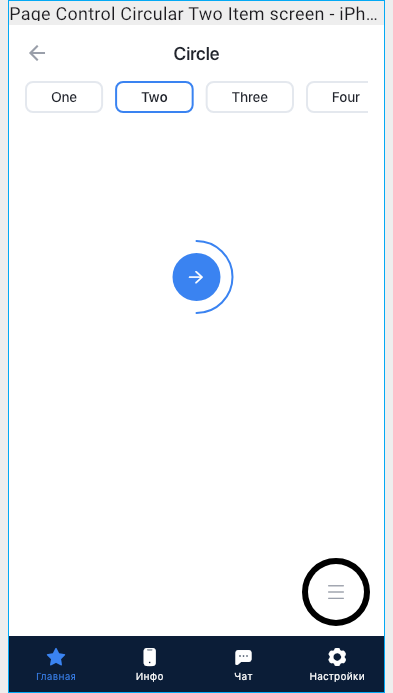 Page Control Circular Two Item screen - iPh...
Circle
One Two Three Four
Главная Инфо Чат Настройки